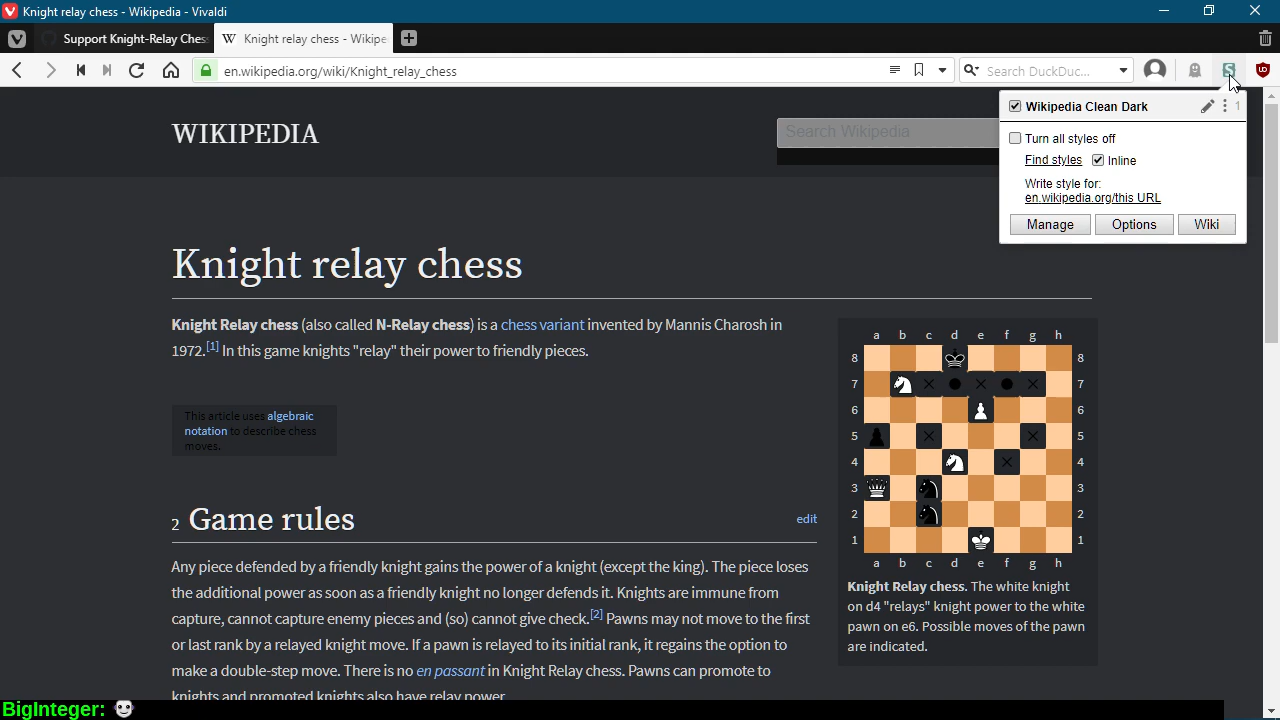 Knight relay chess - Wikipedia - Vivaldi
Support Knight-Relay Ches
Knight relay chess - Wikipe
en.wikipedia.org/wiki/Knight_relay_chess
Search DuckDuc...
WIKIPEDIA
Search Wikipedia
Wikipedia Clean Dark
1
Turn all styles off
Find styles Inline
Write style for:
en.wikipedia.org/this URL
Manage Options Wiki
Knight relay chess
Knight Relay chess (also called N-Relay chess) is a chess variant invented by Mannis Charosh in
1972.[1] In this game knights "relay" their power to friendly pieces.
This article uses algebraic
notation to describe chess
moves.
2 Game rules
edit
Any piece defended by a friendly knight gains the power of a knight (except the king). The piece loses
the additional power as soon as a friendly knight no longer defends it. Knights are immune from
capture, cannot capture enemy pieces and (so) cannot give check.[2] Pawns may not move to the first
or last rank by a relayed knight move. If a pawn is relayed to its initial rank, it regains the option to
make a double-step move. There is no en passant in Knight Relay chess. Pawns can promote to
knights and promoted knights also have relay power.
a b c d e f g h
8 8
7 7
6 6
5 5
4 4
3 3
2 2
1 1
a b c d e f g h
Knight Relay chess. The white knight
on d4 "relays" knight power to the white
pawn on e6. Possible moves of the pawn
are indicated.
BigInteger: